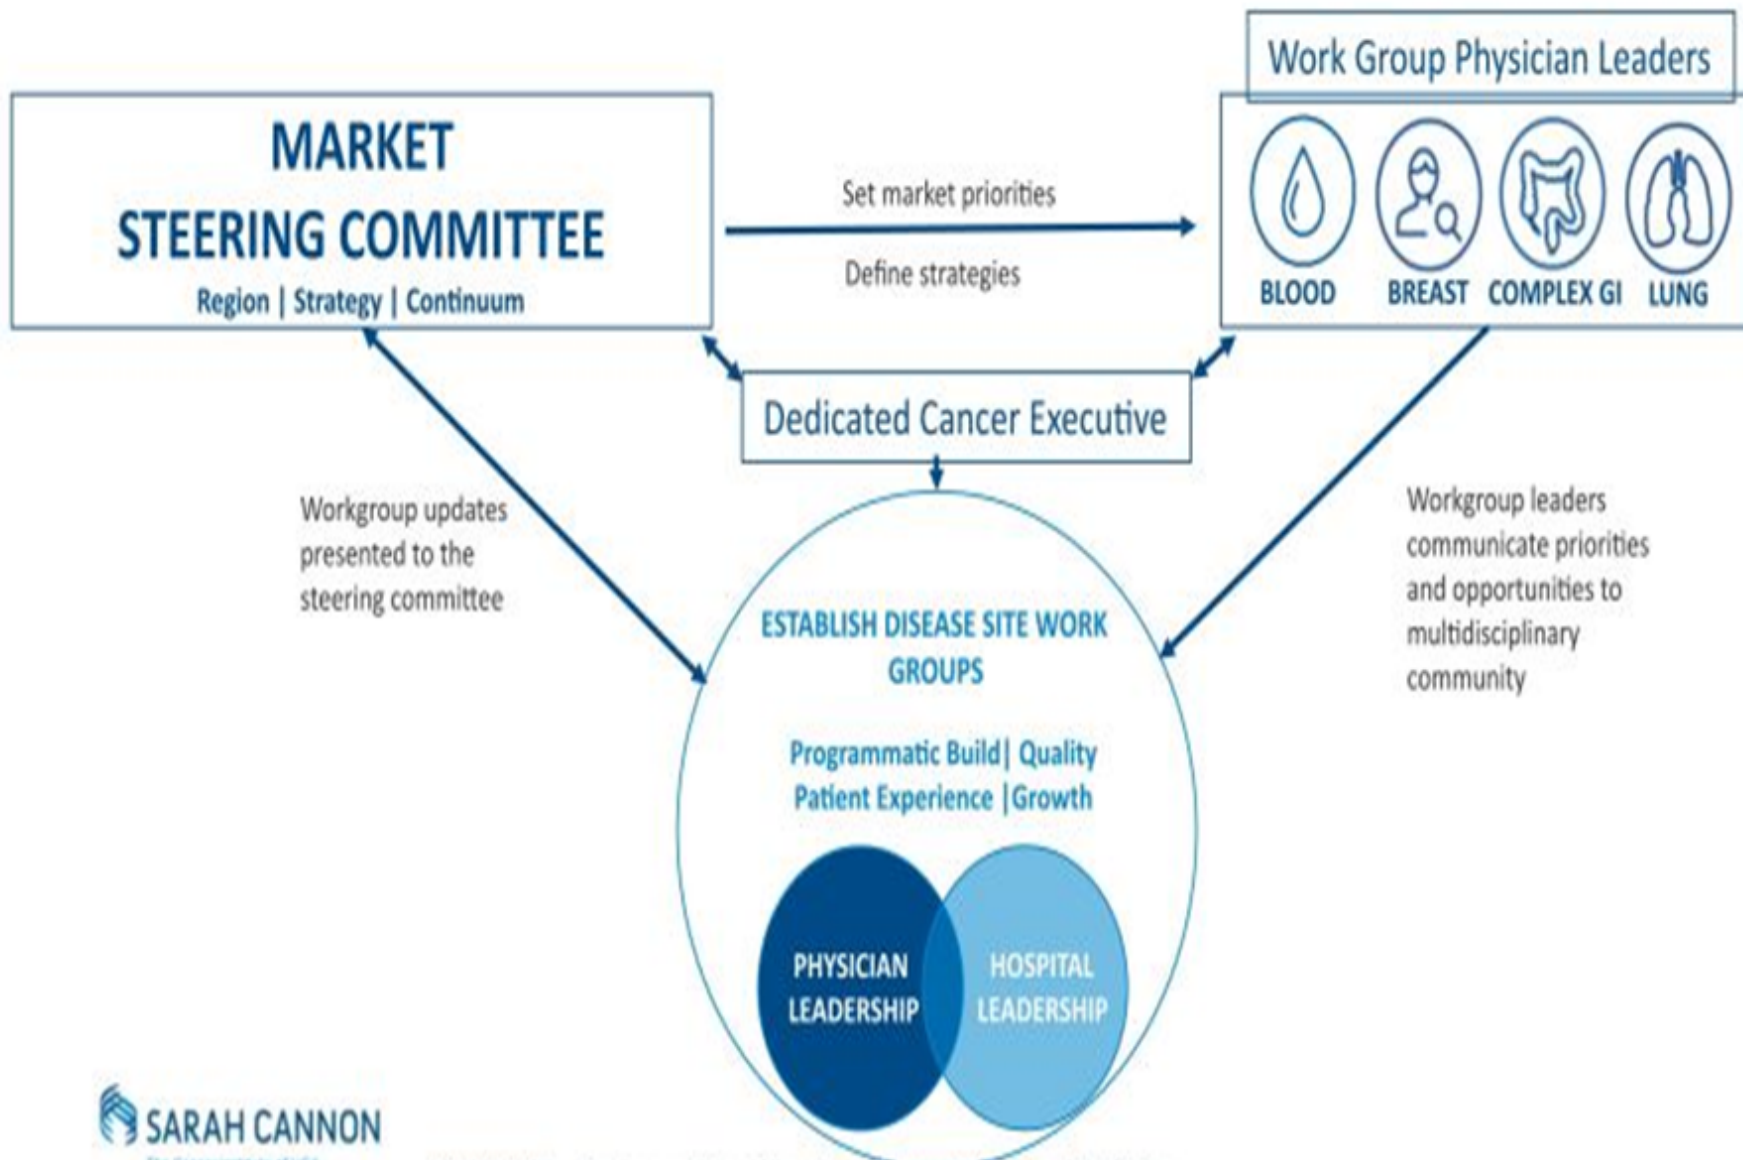 Work Group Physician Leaders
MARKET
STEERING COMMITTEE
Region | Strategy | Continuum
Set market priorities
Define strategies
BLOOD
BREAST
COMPLEX GI
LUNG
Dedicated Cancer Executive
Workgroup updates
presented to the
steering committee
Workgroup leaders
communicate priorities
and opportunities to
multidisciplinary
community
ESTABLISH DISEASE SITE WORK
GROUPS
Programmatic Build| Quality
Patient Experience |Growth
PHYSICIAN
LEADERSHIP
HOSPITAL
LEADERSHIP
SARAH CANNON